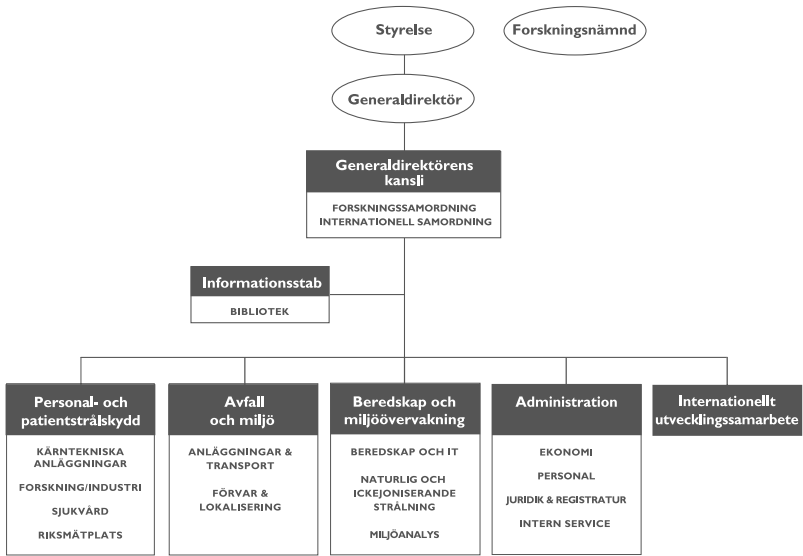 Styrelse
Forskningsnämnd
Generaldirektör
Generaldirektörens
kansli
FORSKNINGSSAMORDNING
INTERNATIONELL SAMORDNING
Informationsstab
BIBLIOTEK
Personal- och
patientstrålskydd
KÄRNTEKNISKA
ANLÄGGNINGAR
FORSKNING/INDUSTRI
SJUKVÅRD
RIKSMÄTPLATS
Avfall
och miljö
ANLÄGGNINGAR &
TRANSPORT
FÖRVAR &
LOKALISERING
Beredskap och
miljöövervakning
BEREDSKAP OCH IT
NATURLIG OCH
ICKEJONISERANDE
STRÅLNING
MILJÖANALYS
Administration
EKONOMI
PERSONAL
JURIDIK & REGISTRATUR
INTERN SERVICE
Internationellt
utvecklingssamarbete